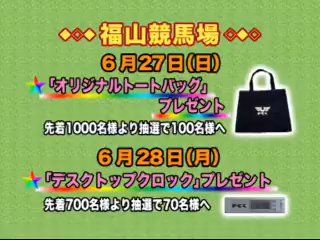 福山競馬場
6月27日(日)
「オリジナルトートバッグ」
プレゼント
先着1000名様より抽選で100名様へ
6月28日(月)
「デスクトップクロック」プレゼント
先着700名様より抽選で70名様へ